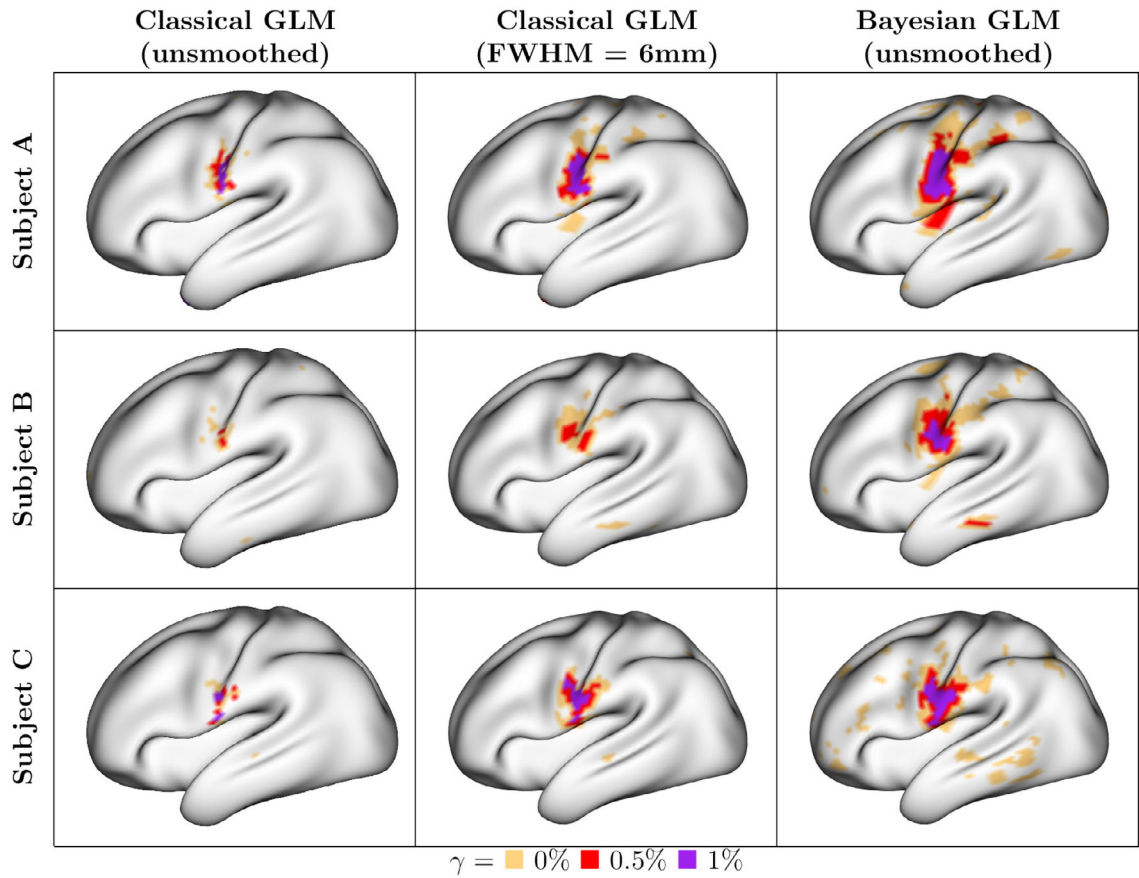 Classical GLM
(unsmoothed)
Classical GLM
(FWHM = 6mm)
Bayesian GLM
(unsmoothed)
Subject A
Subject B
Subject C
γ = 0% 0.5% 1%